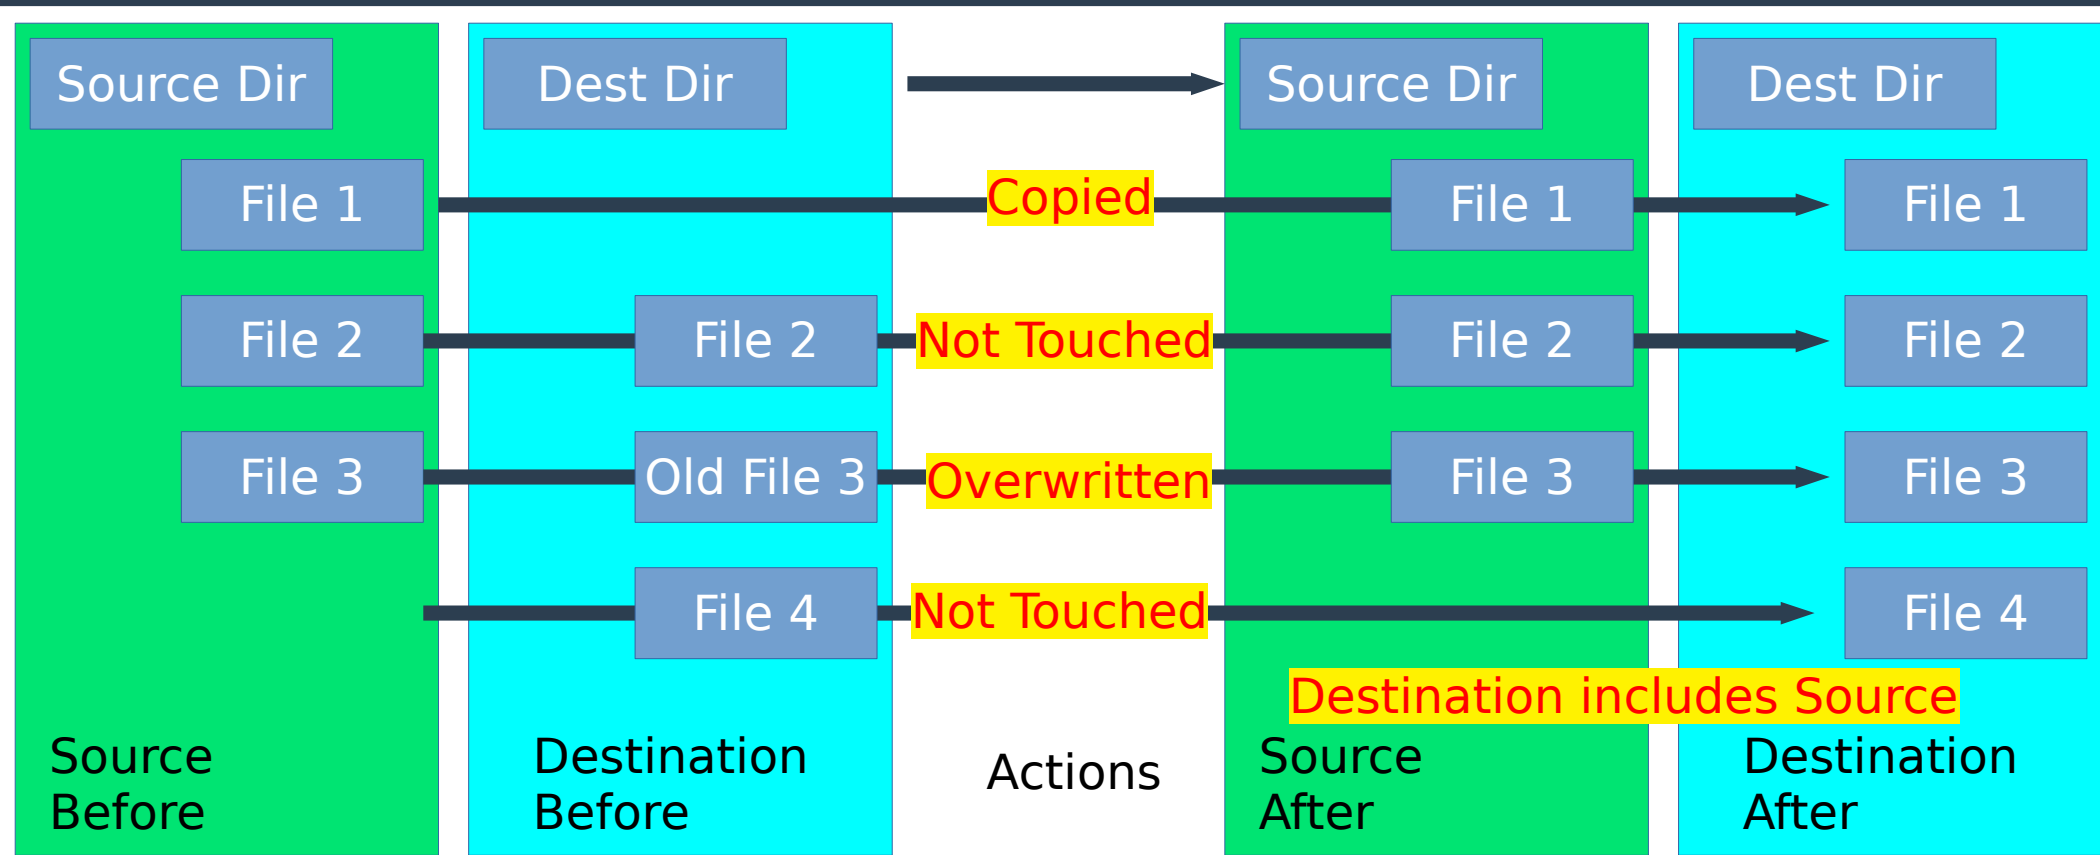 Source Dir
Dest Dir
Source Dir
Dest Dir
File 1
Copied
File 1
File 1
File 2
File 2
Not Touched
File 2
File 2
File 3
Old File 3
Overwritten
File 3
File 3
File 4
Not Touched
File 4
Destination includes Source
Source
Before
Destination
Before
Actions
Source
After
Destination
After